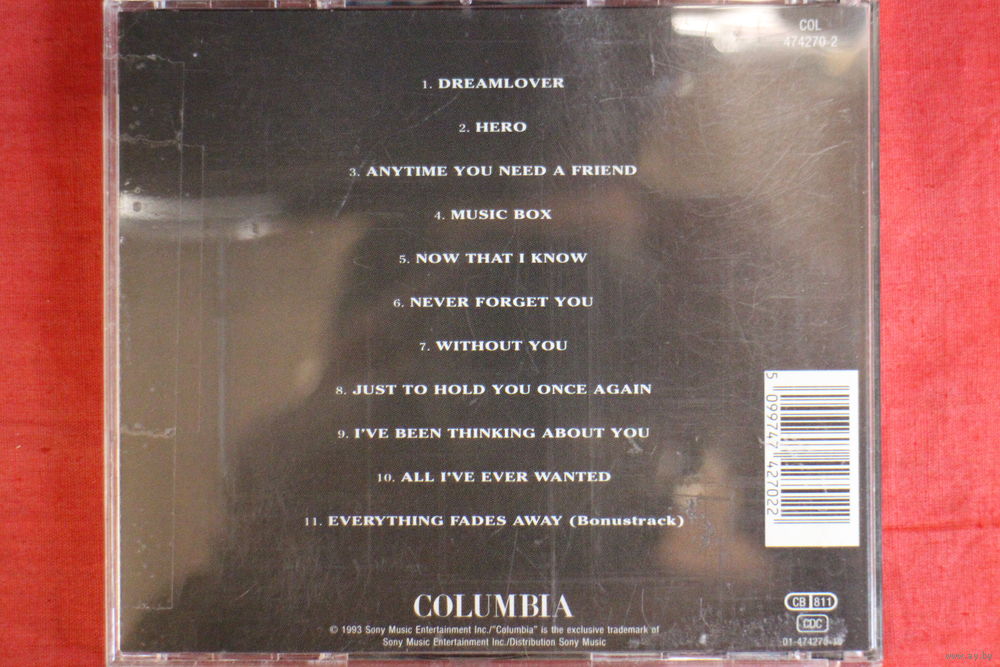 COL
474270-2
1. DREAMLOVER
2. HERO
3. ANYTIME YOU NEED A FRIEND
4. MUSIC BOX
5. NOW THAT I KNOW
6. NEVER FORGET YOU
7. WITHOUT YOU
8. JUST TO HOLD YOU ONCE AGAIN
9. I'VE BEEN THINKING ABOUT YOU
10. ALL I'VE EVER WANTED
11. EVERYTHING FADES AWAY (Bonustrack)
5 099747 427022
COLUMBIA
© 1993 Sony Music Entertainment Inc./"Columbia" is the exclusive trademark of
Sony Music Entertainment Inc./Distribution Sony Music
CB 811
CDC